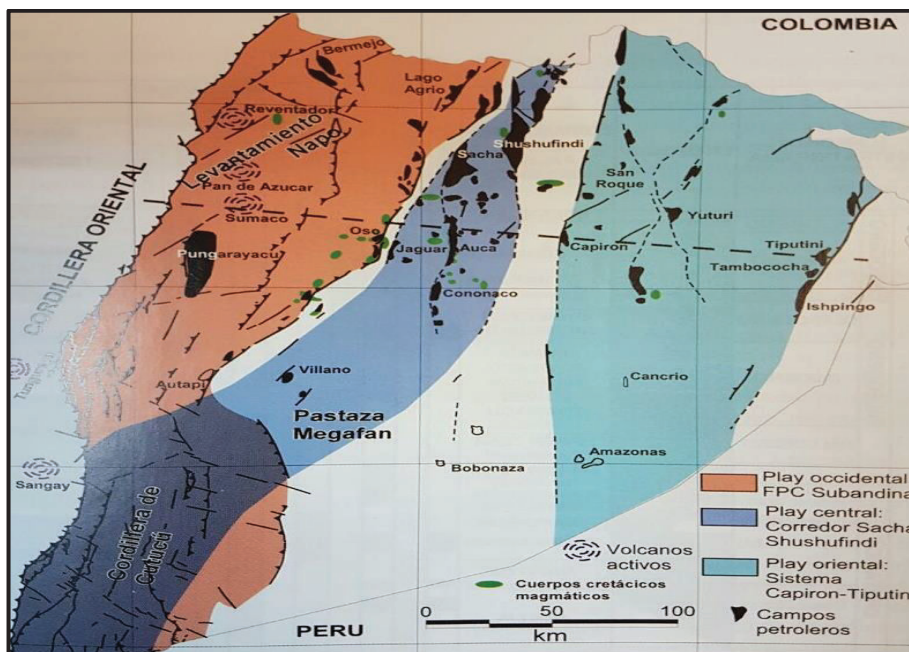 COLOMBIA
Bermejo
Lago
Agrio
Reventador
Levantamiento
Napo
Shushufindi
Sacha
Pan de Azucar
San
Roque
Sumaco
Yuturi
CORDILLERA ORIENTAL
Oso
Jaguar
Auca
Capiron
Tiputini
Pungarayacu
Tambococha
Cononaco
Ishpingo
Villano
Autapi
Cancrio
Pastaza
Megafan
Amazonas
Bobonaza
Sangay
Cordillera de
Cutucú
Play occidental
FPC Subandina
Play central:
Corredor Sacha
Shushufindi
Play oriental:
Sistema
Capiron-Tiputin
Campos
petroleros
Volcanos
activos
Cuerpos cretácicos
magmáticos
0 50 100
km
PERU